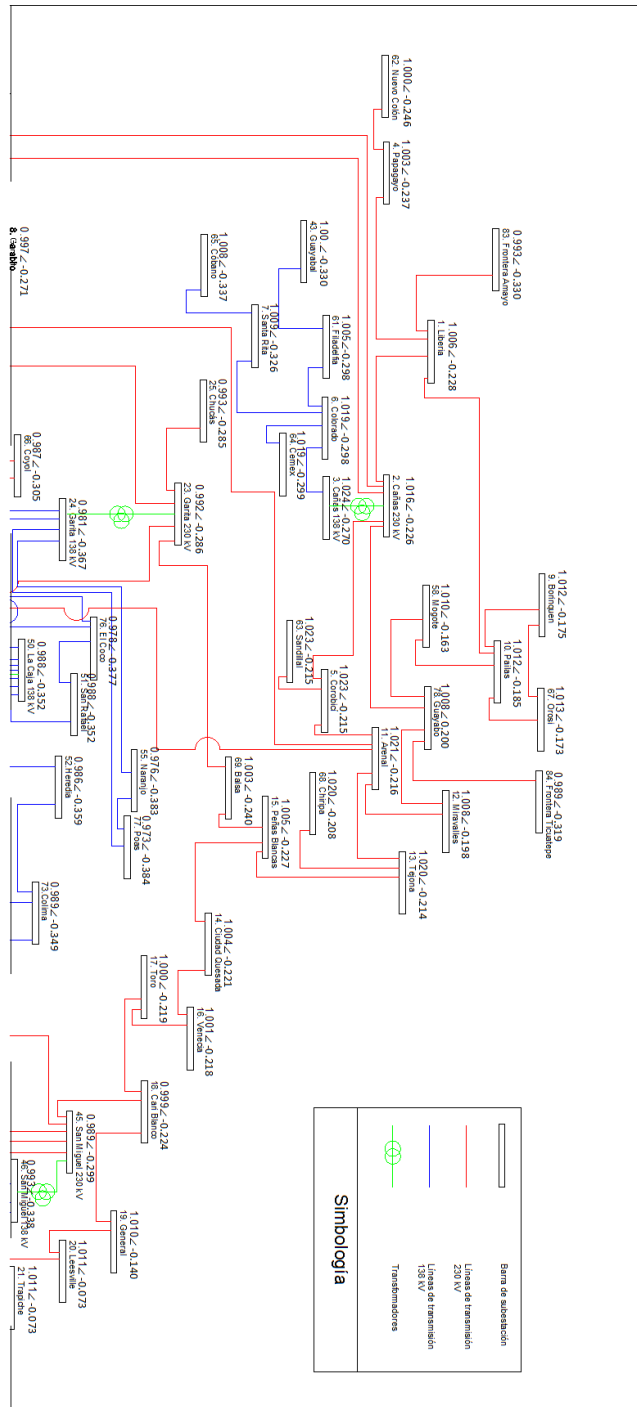 1.000∠-0.246
62. Nuevo Colón
1.003∠-0.237
4. Papagayo
0.993∠-0.330
83. Frontera Amayo
1.006∠-0.228
1. Liberia
1.00∠-0.330
43. Guayabal
1.008∠-0.337
65. Cobano
1.009∠-0.326
7. Santa Rita
1.005∠-0.298
61. Filadelfia
1.019∠-0.298
6. Colorado
1.019∠-0.299
64. Cemex
1.024∠-0.270
3. Cañas 138 kV
1.016∠-0.226
2. Cañas 230 kV
0.997∠-0.271
8. Garabito
0.993∠-0.285
25. Chucás
0.992∠-0.286
23. Garita 230 kV
0.987∠-0.305
66. Coyol
0.981∠-0.367
24. Garita 138 kV
0.978∠-0.377
76. El Coco
0.988∠-0.352
50. La Caja 138 kV
0.988∠-0.352
51. San Rafael
0.986∠-0.359
52. Heredia
0.976∠-0.383
55. Naranjo
0.973∠-0.384
77. Poas
0.989∠-0.349
73.Colima
1.012∠-0.175
9. Borinquen
1.012∠-0.185
10. Pailas
1.013∠-0.173
67. Orosi
1.010∠-0.163
58. Mogote
1.008∠-0.200
78. Guayabo
0.989∠-0.319
84. Frontera Ticuatepe
1.023∠-0.215
63. Sandillal
1.023∠-0.215
5. Corobicí
1.021∠-0.216
11. Arenal
1.008∠-0.198
12. Miravalles
1.020∠-0.208
68. Chiripa
1.020∠-0.214
13. Tejona
1.003∠-0.240
69. Balsa
1.005∠-0.227
15. Peñas Blancas
1.004∠-0.221
14. Ciudad Quesada
1.000∠-0.219
17. Toro
1.001∠-0.218
16. Venecia
0.999∠-0.224
18. Cari Blanco
0.989∠-0.299
45. San Miguel 230 kV
0.993∠-0.338
46. San Miguel 138 kV
1.010∠-0.140
19. General
1.011∠-0.073
20. Leesville
1.011∠-0.073
21. Trapiche
Barra de subestación
Líneas de transmisión
230 kV
Líneas de transmisión
138 kV
Transformadores
Simbología